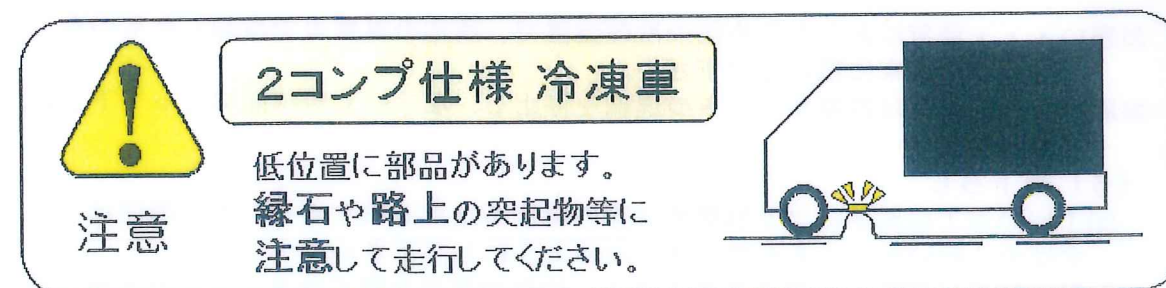 2コンプ仕様 冷凍車
低位置に部品があります。
縁石や路上の突起物等に
注意して走行してください。
注意